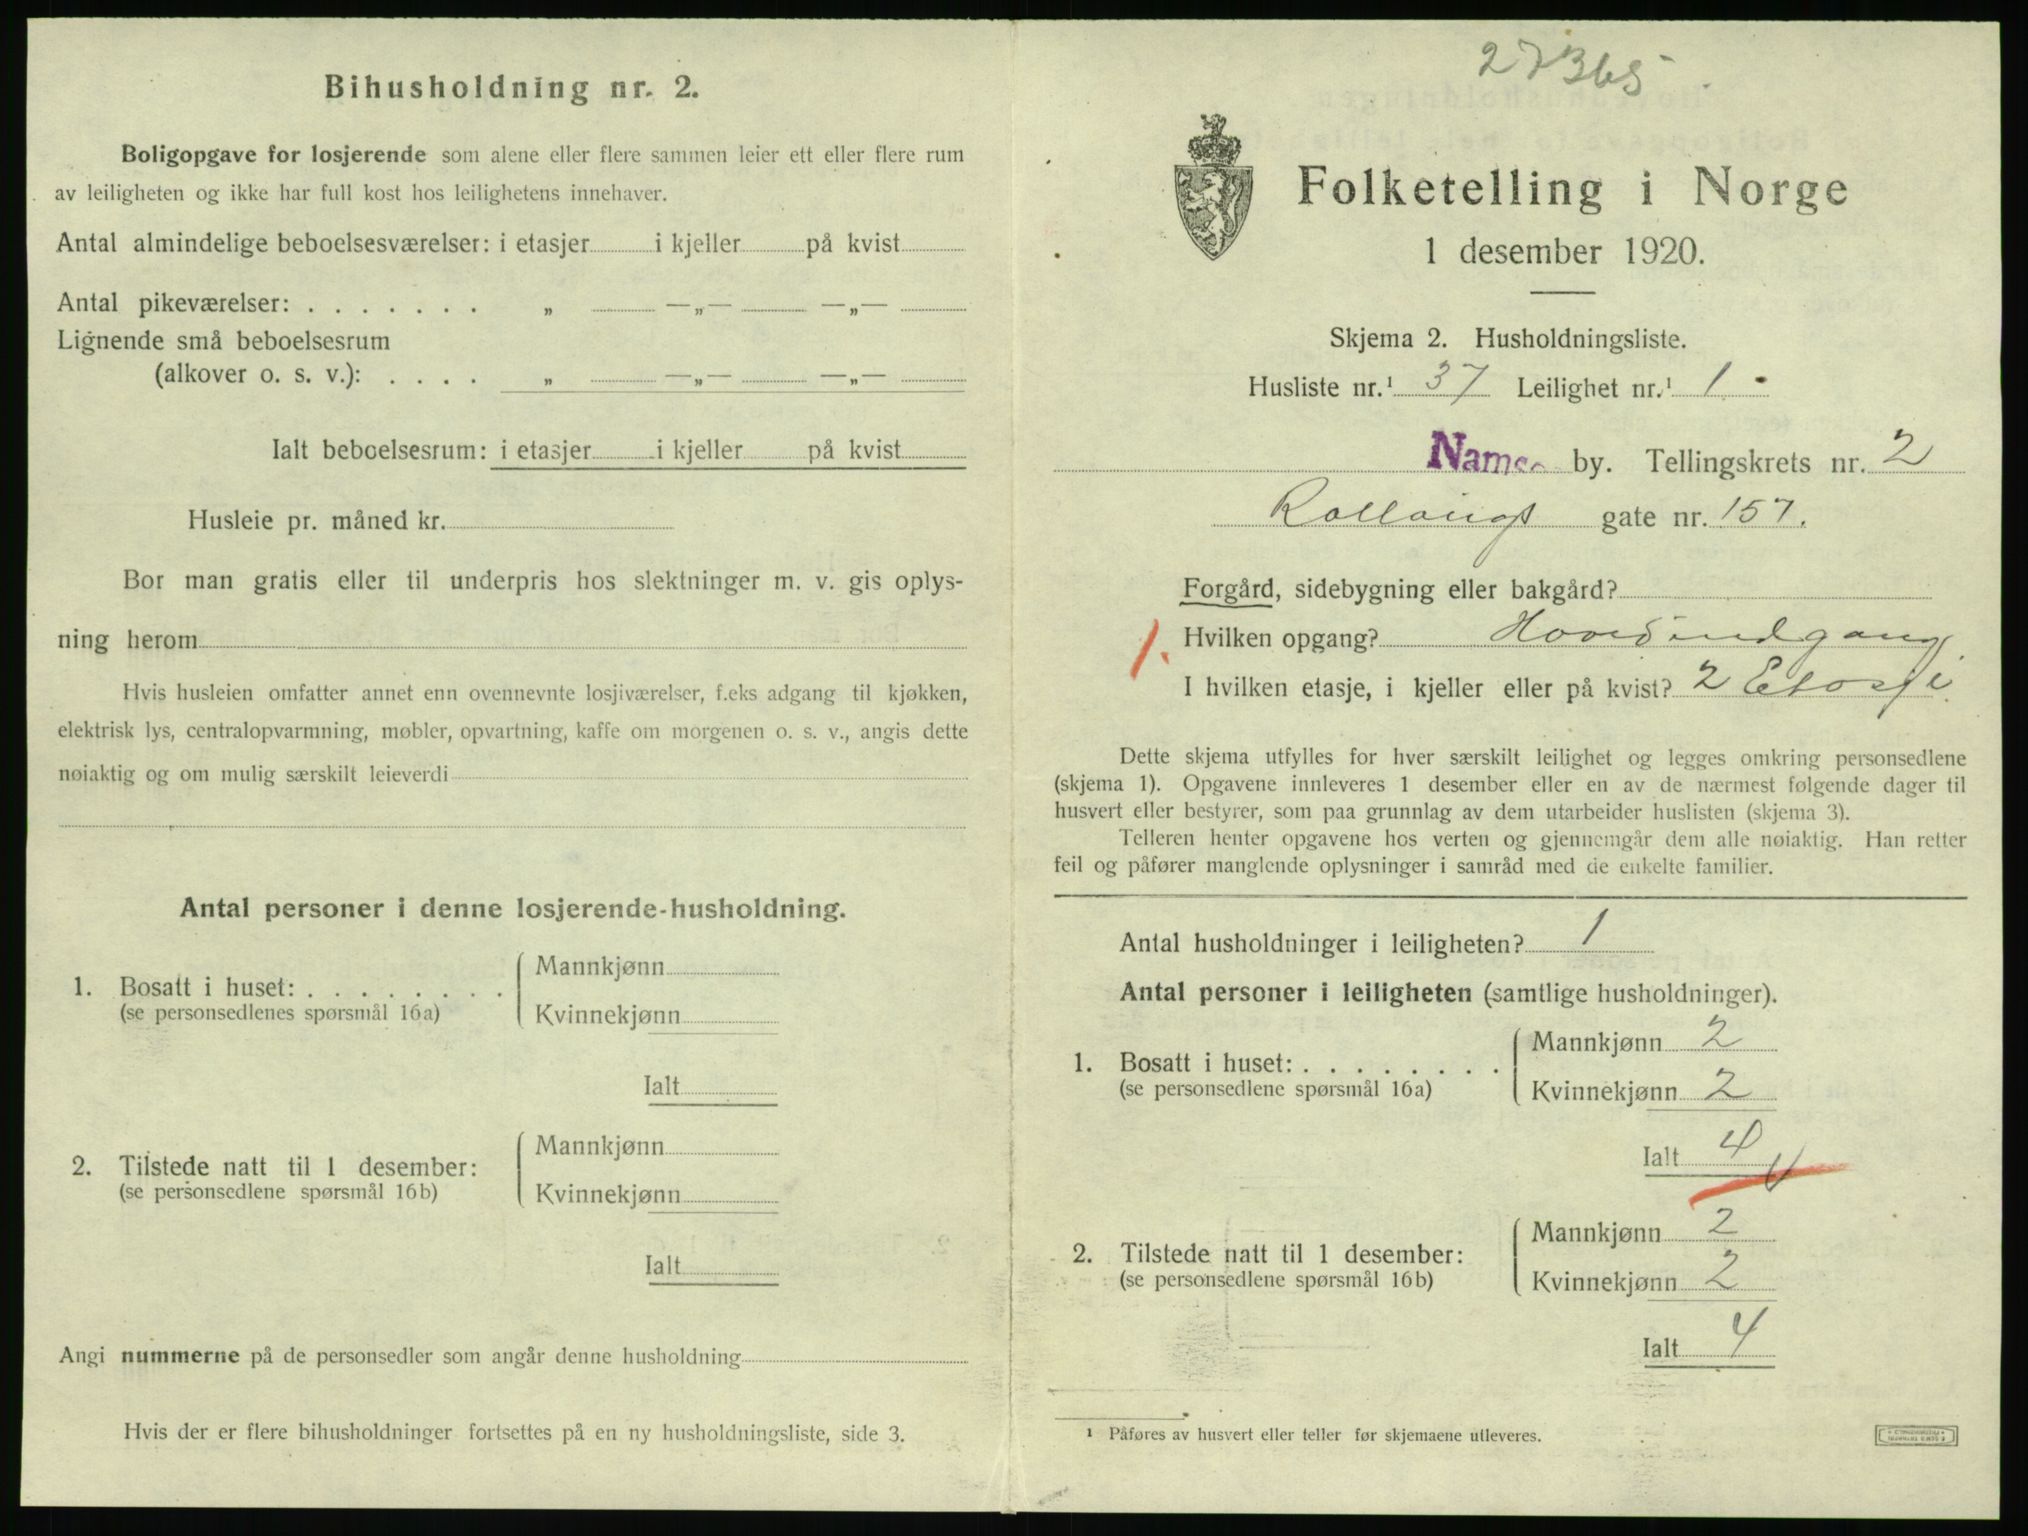 Bihusholdning nr. 2.
Boligopgave for losjerende som alene eller flere sammen leier ett eller flere rum
av leiligheten og ikke har full kost hos leilighetens innehaver.
Antal almindelige beboelsesværelser: i etasjer i kjeller på kvist
Antal pikeværelser: . . . . . . . „ —„— —„—
Lignende små beboelsesrum
(alkover o. s. v.): . . . . „ —„— —„—
Ialt beboelsesrum: i etasjer i kjeller på kvist
Husleie pr. måned kr.
Bor man gratis eller til underpris hos slektninger m. v. gis oplys-
ning herom
Hvis husleien omfatter annet enn ovennevnte losjiværelser, f.eks adgang til kjøkken,
elektrisk lys, centralopvarmning, møbler, opvartning, kaffe om morgenen o. s. v., angis dette
nøiaktig og om mulig særskilt leieverdi
Antal personer i denne losjerende-husholdning.
1. Bosatt i huset: . . . . . . . .
(se personsedlenes spørsmål 16a)
Mannkjønn
Kvinnekjønn
Ialt
2. Tilstede natt til 1 desember:
(se personsedlene spørsmål 16b)
Mannkjønn
Kvinnekjønn
Ialt
Angi nummerne på de personsedler som angår denne husholdning
Hvis der er flere bihusholdninger fortsettes på en ny husholdningsliste, side 3.
27365
Folketelling i Norge
1 desember 1920.
Skjema 2. Husholdningsliste.
Husliste nr.¹ 37 Leilighet nr.¹ 1
Namso by. Tellingskrets nr. 2
gate nr. 157.
Forgård, sidebygning eller bakgård?
1. Hvilken opgang? Hovedindgang
I hvilken etasje, i kjeller eller på kvist? 2 Etasje
Dette skjema utfylles for hver særskilt leilighet og legges omkring personsedlene
(skjema 1). Opgavene innleveres 1 desember eller en av de nærmest følgende dager til
husvert eller bestyrer, som paa grunnlag av dem utarbeider huslisten (skjema 3).
Telleren henter opgavene hos verten og gjennemgår dem alle nøiaktig. Han retter
feil og påfører manglende oplysninger i samråd med de enkelte familier.
Antal husholdninger i leiligheten? 1
Antal personer i leiligheten (samtlige husholdninger).
1. Bosatt i huset: . . . . . . . .
(se personsedlene spørsmål 16a)
Mannkjønn 2
Kvinnekjønn 2
Ialt 4
2. Tilstede natt til 1 desember:
(se personsedlene spørsmål 16b)
Mannkjønn 2
Kvinnekjønn 2
Ialt 4
¹ Påføres av husvert eller teller før skjemaene utleveres.